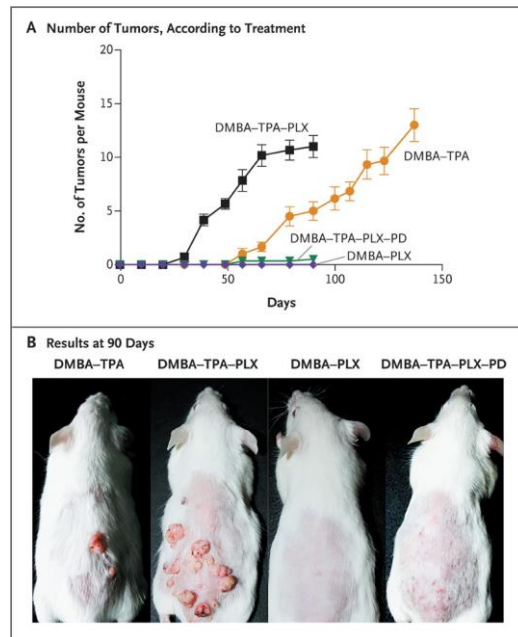 A Number of Tumors, According to Treatment
20
15
10
5
0
No. of Tumors per Mouse
DMBA–TPA–PLX
DMBA–TPA
DMBA–TPA–PLX–PD
DMBA–PLX
0
50
100
150
Days
B Results at 90 Days
DMBA–TPA DMBA–TPA–PLX DMBA–PLX DMBA–TPA–PLX–PD